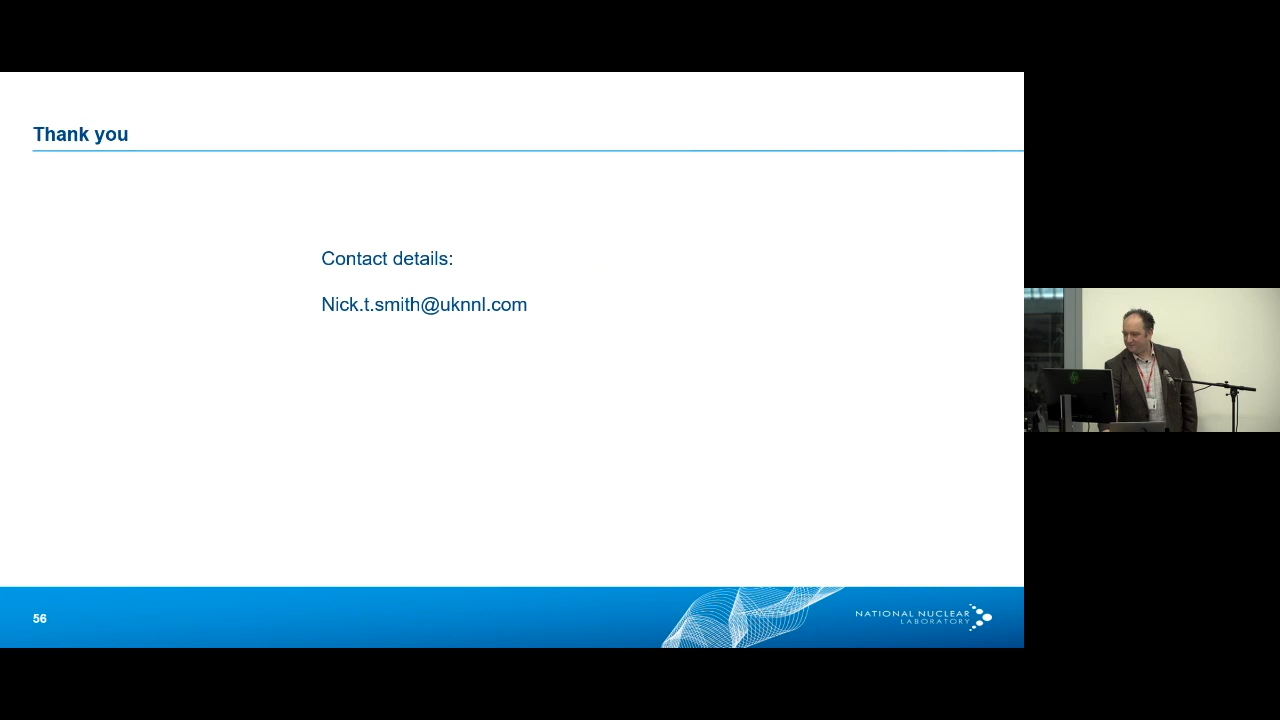 Thank you
Contact details:
Nick.t.smith@uknnl.com
56
NATIONAL NUCLEAR
LABORATORY